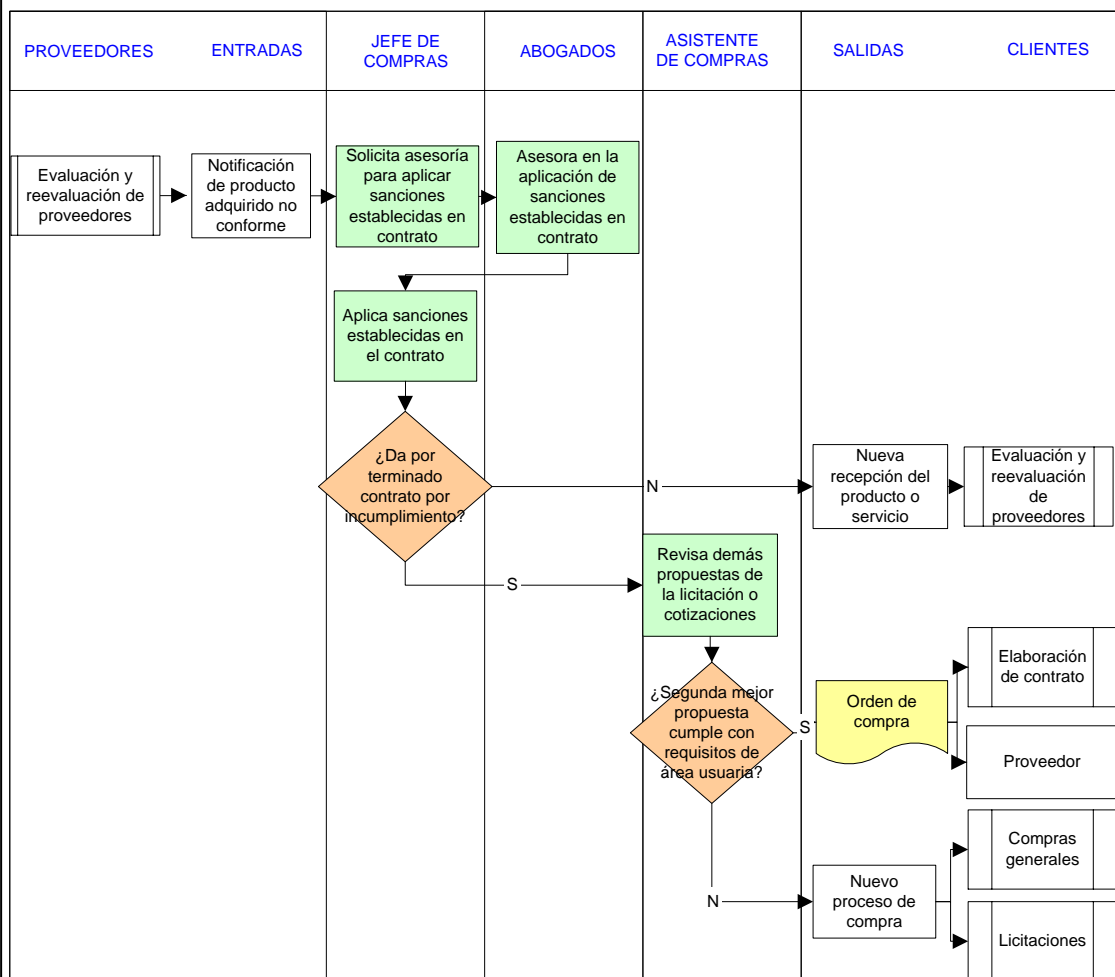 PROVEEDORES
ENTRADAS
JEFE DE
COMPRAS
ABOGADOS
ASISTENTE
DE COMPRAS
SALIDAS
CLIENTES
Evaluación y
reevaluación de
proveedores
Notificación
de producto
adquirido no
conforme
Solicita asesoría
para aplicar
sanciones
establecidas en
contrato
Asesora en la
aplicación de
sanciones
establecidas en
contrato
Aplica sanciones
establecidas en
el contrato
¿Da por
terminado
contrato por
incumplimiento?
N
Nueva
recepción del
producto o
servicio
Evaluación y
reevaluación
de
proveedores
S
Revisa demás
propuestas de
la licitación o
cotizaciones
¿Segunda mejor
propuesta
cumple con
requisitos de
área usuaria?
S
Orden de
compra
Elaboración
de contrato
Proveedor
N
Nuevo
proceso de
compra
Compras
generales
Licitaciones